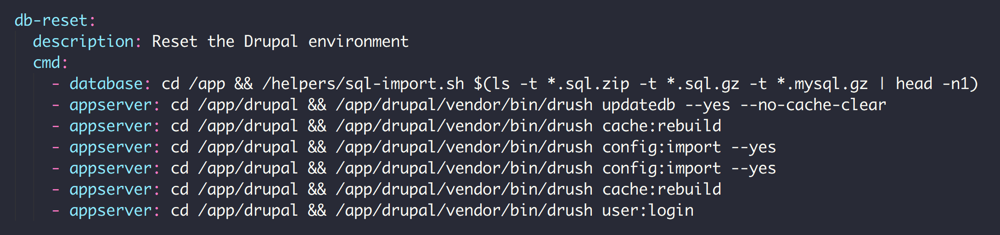 db-reset:
description: Reset the Drupal environment
cmd:
- database: cd /app && /helpers/sql-import.sh $(ls -t *.sql.zip -t *.sql.gz -t *.mysql.gz | head -n1)
- appserver: cd /app/drupal && /app/drupal/vendor/bin/drush updatedb --yes --no-cache-clear
- appserver: cd /app/drupal && /app/drupal/vendor/bin/drush cache:rebuild
- appserver: cd /app/drupal && /app/drupal/vendor/bin/drush config:import --yes
- appserver: cd /app/drupal && /app/drupal/vendor/bin/drush config:import --yes
- appserver: cd /app/drupal && /app/drupal/vendor/bin/drush cache:rebuild
- appserver: cd /app/drupal && /app/drupal/vendor/bin/drush user:login